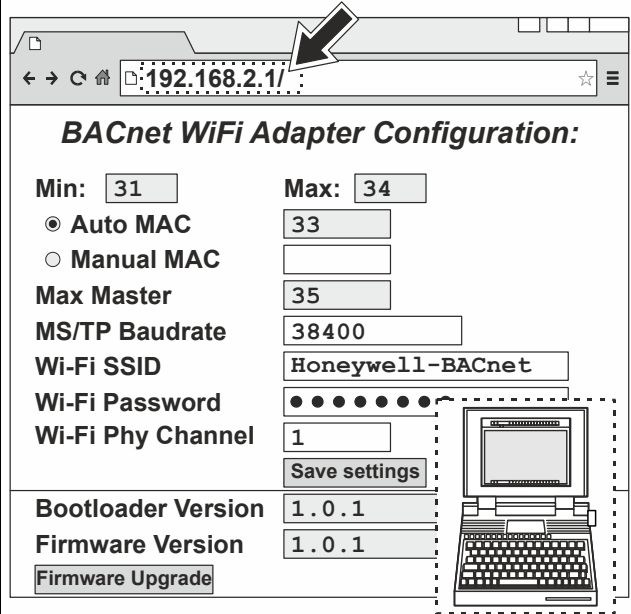 192.168.2.1/
BACnet WiFi Adapter Configuration:
Min: 31 Max: 34
Auto MAC 33
Manual MAC
Max Master 35
MS/TP Baudrate 38400
Wi-Fi SSID Honeywell-BACnet
Wi-Fi Password ●●●●●●●●
Wi-Fi Phy Channel 1
Save settings
Bootloader Version 1.0.1
Firmware Version 1.0.1
Firmware Upgrade